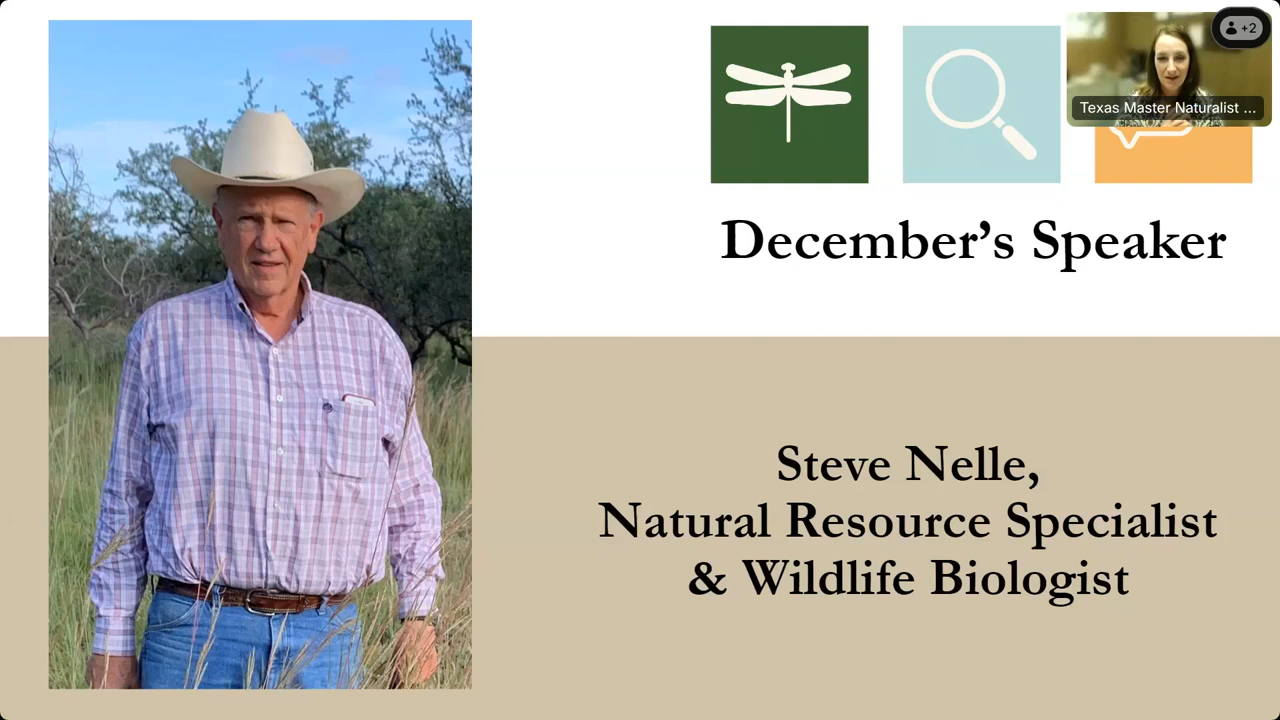 +2
Texas Master Naturalist ...
December’s Speaker
Steve Nelle,
Natural Resource Specialist
& Wildlife Biologist